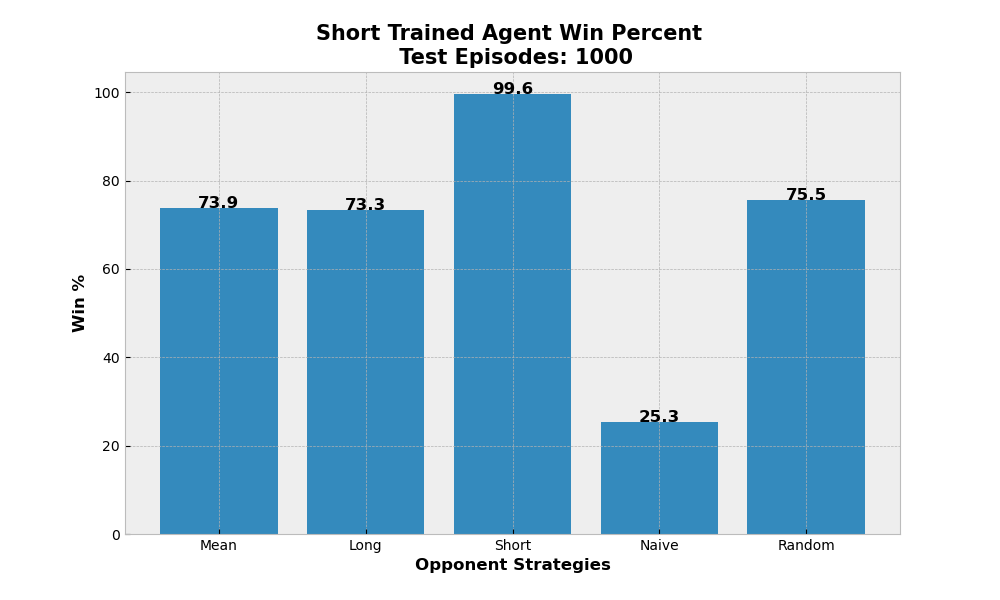 Short Trained Agent Win Percent
Test Episodes: 1000
Win %
100
80
60
40
20
0
73.9
73.3
99.6
25.3
75.5
Mean
Long
Short
Naive
Random
Opponent Strategies